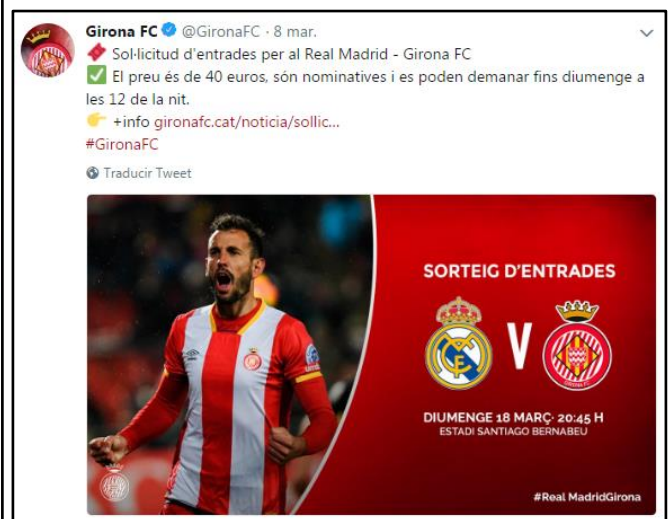 Girona FC @GironaFC · 8 mar.
Sol·licitud d'entrades per al Real Madrid - Girona FC
El preu és de 40 euros, són nominatives i es poden demanar fins diumenge a
les 12 de la nit.
+info gironafc.cat/noticia/sollic...
#GironaFC
Traducir Tweet
SORTEIG D'ENTRADES
V
GIRONA F.C.
DIUMENGE 18 MARÇ· 20:45 H
ESTADI SANTIAGO BERNABEU
#Real MadridGirona